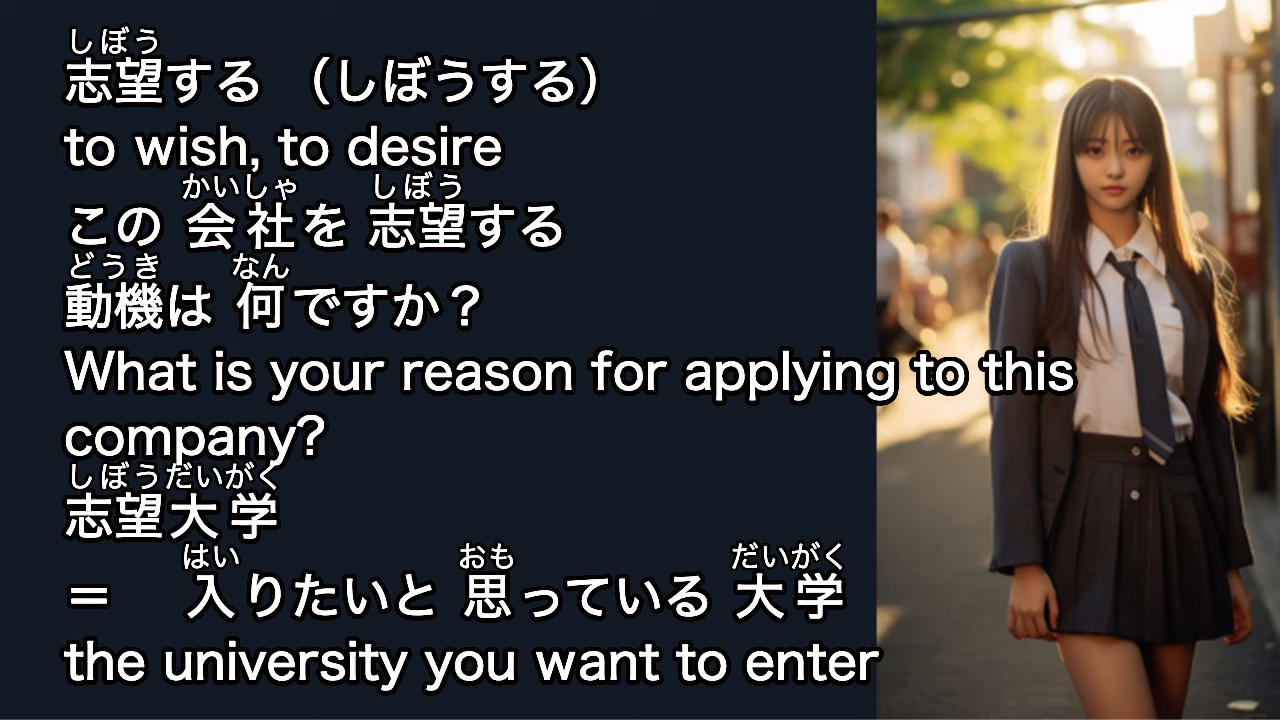 しぼう
志望する （しぼうする）
to wish, to desire
かいしゃ しぼう
この 会社を 志望する
どうき なん
動機は 何ですか？
What is your reason for applying to this
company?
しぼうだいがく
志望大学
はい おも だいがく
＝ 入りたいと 思っている 大学
the university you want to enter